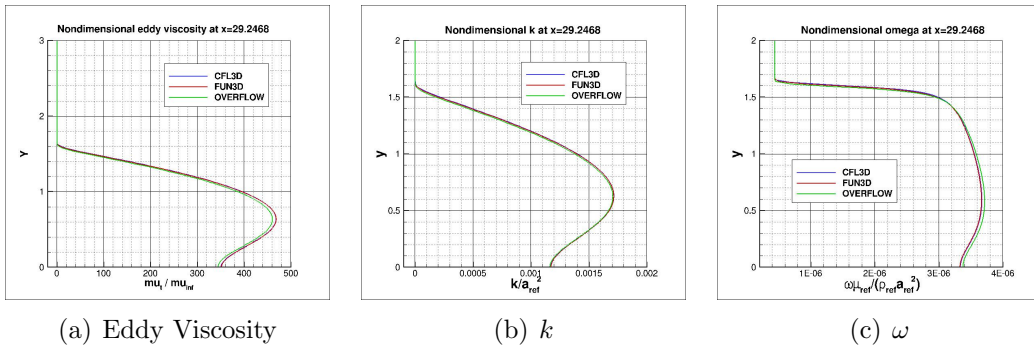 Nondimensional eddy viscosity at x=29.2468
3
2
1
0
Y
CFL3D
FUN3D
OVERFLOW
0 100 200 300 400 500
mu_t / mu_inf
(a) Eddy Viscosity
Nondimensional k at x=29.2468
2
1.5
1
0.5
0
y
CFL3D
FUN3D
OVERFLOW
0 0.0005 0.001 0.0015 0.002
k/a_ref^2
(b) k
Nondimensional omega at x=29.2468
2
1.5
1
0.5
0
y
CFL3D
FUN3D
OVERFLOW
1E-06 2E-06 3E-06 4E-06
ωμ_ref/(ρ_ref a_ref^2)
(c) ω